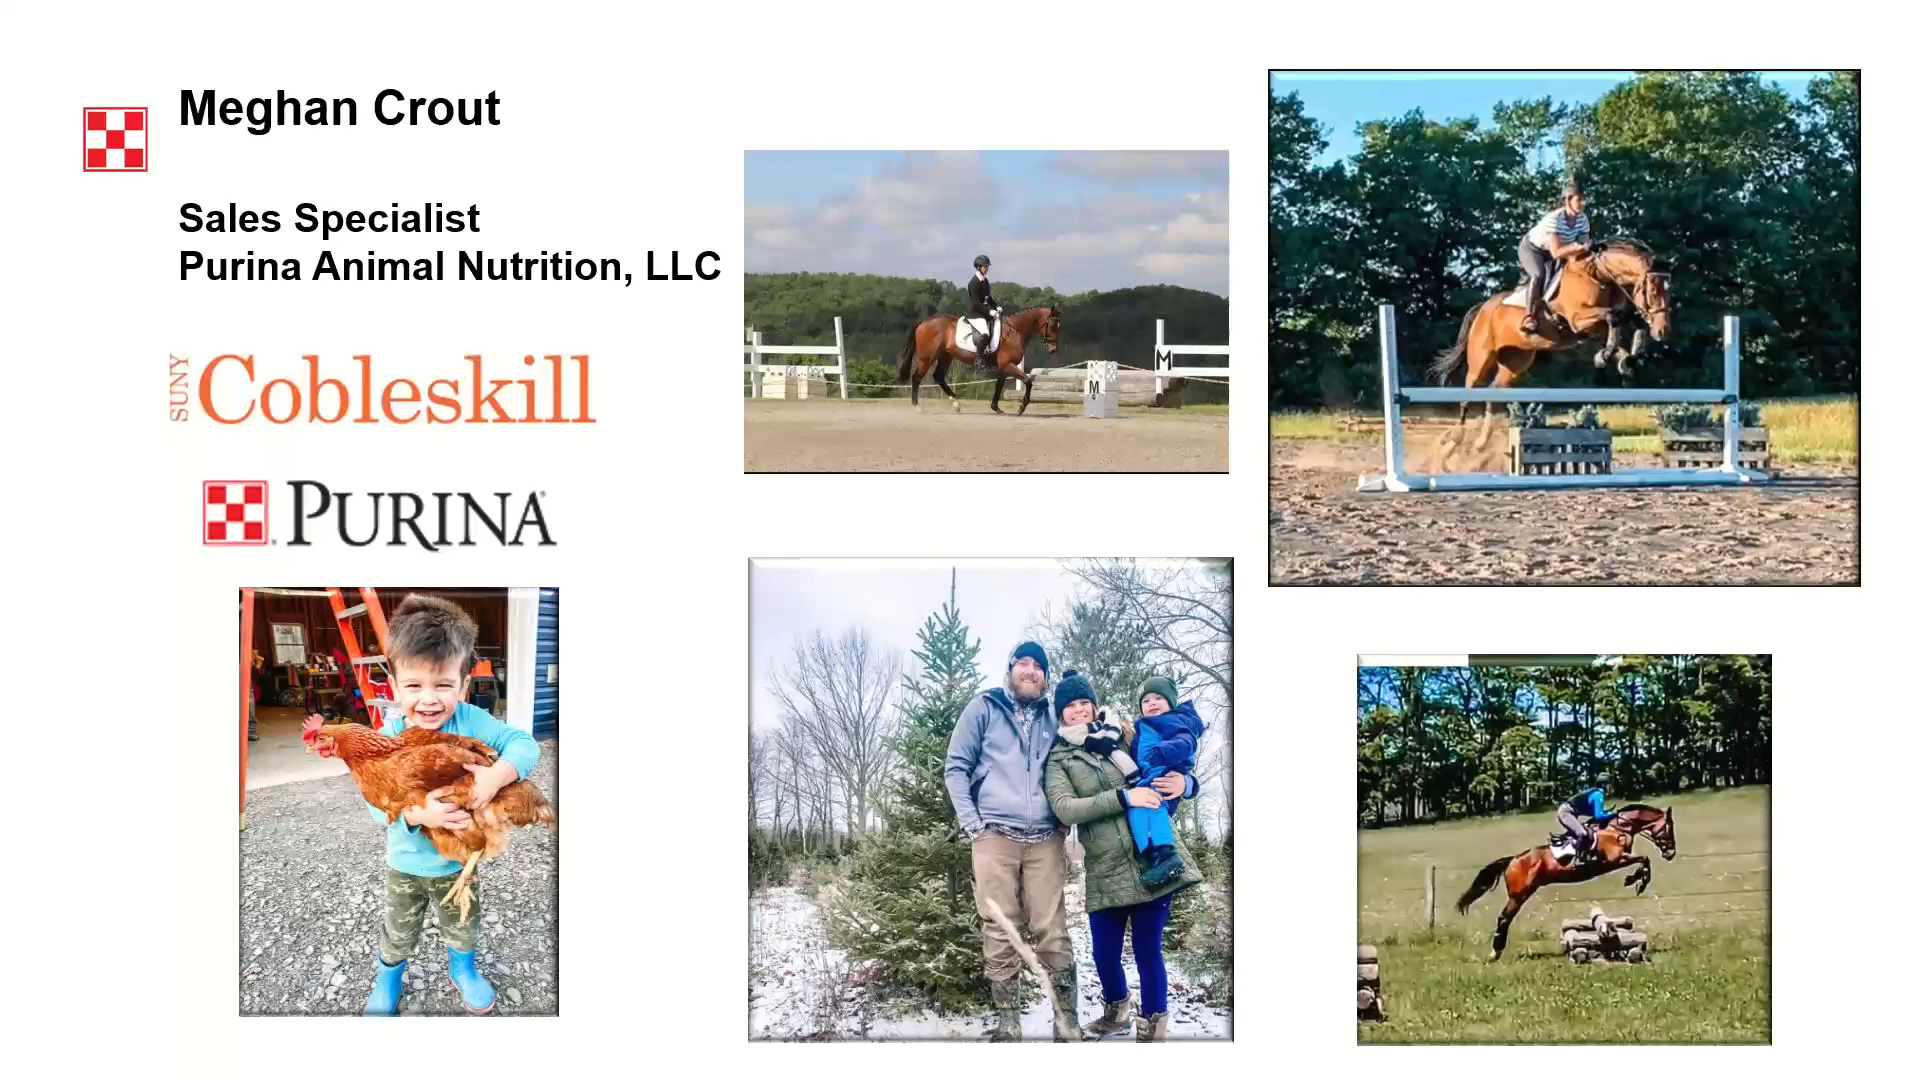 Meghan Crout
Sales Specialist
Purina Animal Nutrition, LLC
SUNY
Cobleskill
PURINA
M
M